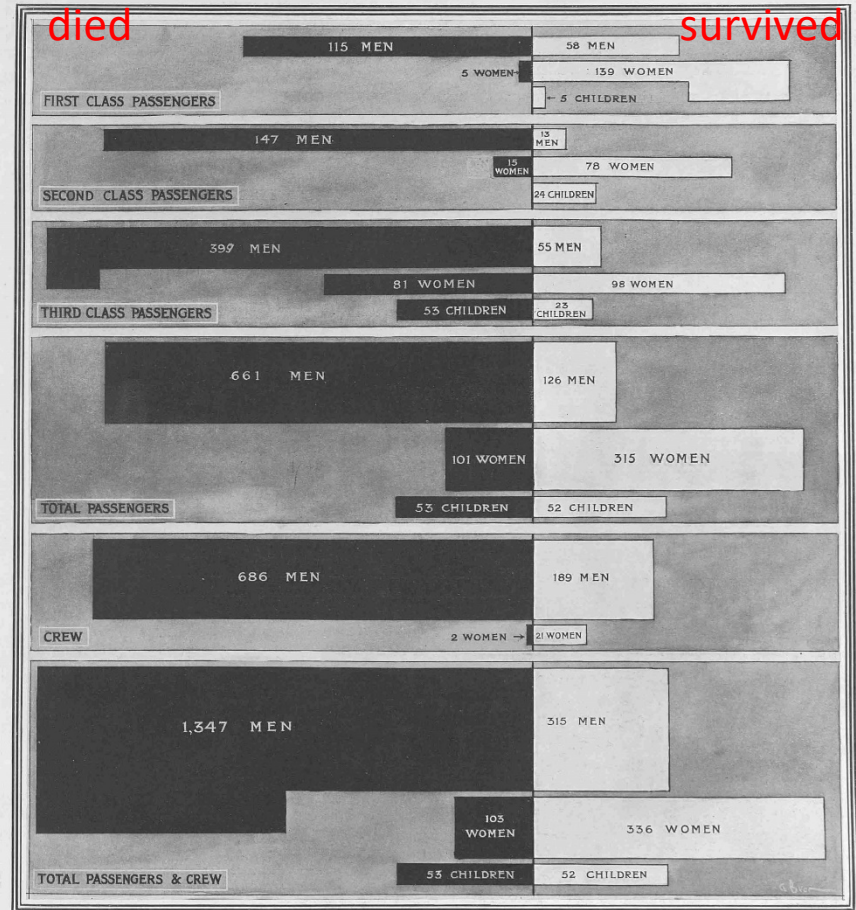 died
survived
115 MEN
58 MEN
5 WOMEN
139 WOMEN
5 CHILDREN
FIRST CLASS PASSENGERS
147 MEN
13
MEN
15
WOMEN
78 WOMEN
24 CHILDREN
SECOND CLASS PASSENGERS
399 MEN
55 MEN
81 WOMEN
98 WOMEN
53 CHILDREN
23
CHILDREN
THIRD CLASS PASSENGERS
661 MEN
126 MEN
101 WOMEN
315 WOMEN
53 CHILDREN
52 CHILDREN
TOTAL PASSENGERS
686 MEN
189 MEN
2 WOMEN
21 WOMEN
CREW
1,347 MEN
315 MEN
103
WOMEN
336 WOMEN
53 CHILDREN
52 CHILDREN
TOTAL PASSENGERS & CREW